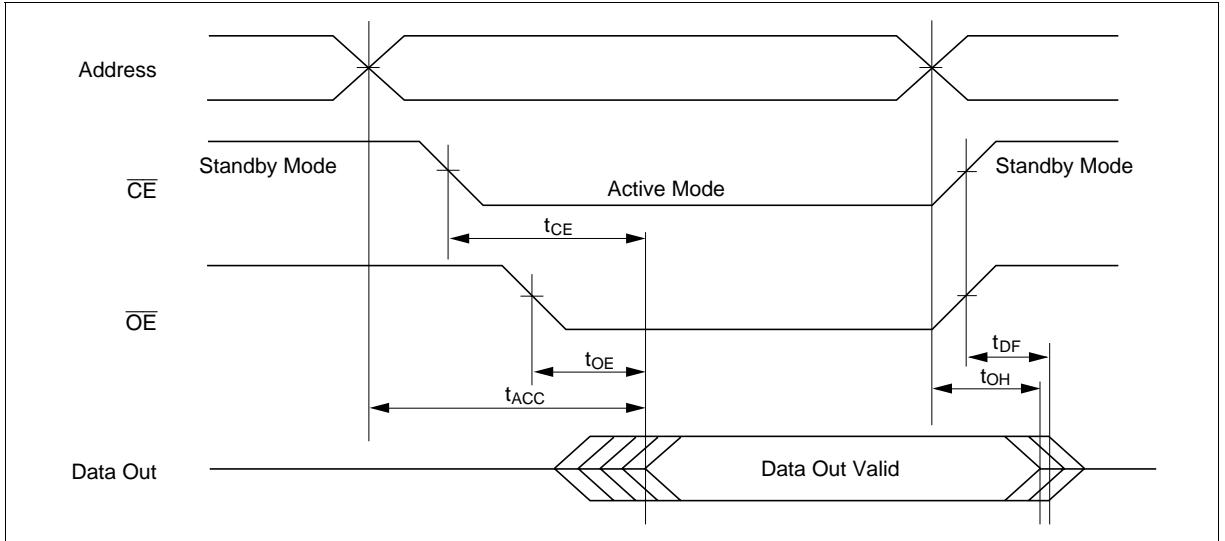 Address
Standby Mode
Standby Mode
CE
Active Mode
tCE
OE
tDF
tOE
tOH
tACC
Data Out
Data Out Valid